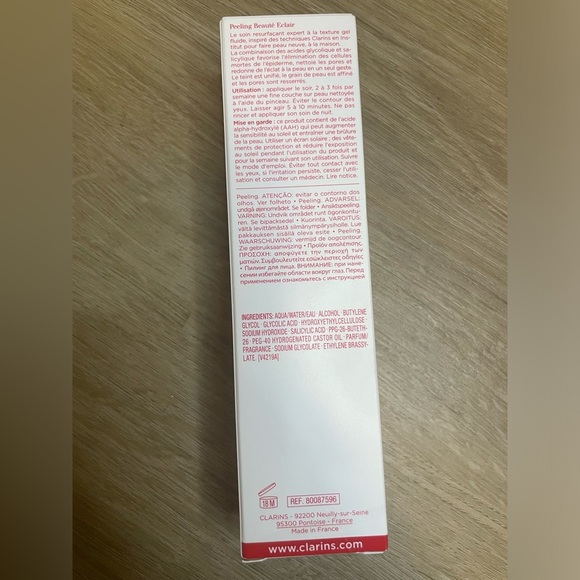 Peeling Beauté Eclair
Le soin resurfaçant expert à la texture gel
fluide, inspiré des techniques Clarins en ins-
titut pour faire peau neuve, à la maison.
La combinaison des acides glycolique et sa-
licylique favorise l'élimination des cellules
mortes de l'épiderme, nettoie les pores et
redonne de l'éclat à la peau en un seul geste.
Le teint est unifié, le grain de peau est affiné
et les pores sont resserrés.
Utilisation : appliquer le soir, 2 à 3 fois par
semaine une fine couche sur peau nettoyée
à l'aide du pinceau. Éviter le contour des
yeux. Laisser agir 5 à 10 minutes. Ne pas
rincer et appliquer son soin de nuit.
Mise en garde : ce produit contient de l'acide
alpha-hydroxylé (AAH) qui peut augmenter
la sensibilité au soleil et entraîner une brûlure
de la peau. Utiliser un écran solaire ; des vête-
ments de protection et réduire l'exposition
au soleil pendant l'utilisation du produit et
pour la semaine suivant son utilisation. Suivre
le mode d'emploi. Éviter tout contact avec
les yeux, si l'irritation persiste, cesser l'utili-
sation et consulter un médecin. Lire notice.
Peeling. ATENÇÃO: evitar o contorno dos
olhos. Ver folheto • Peeling. ADVARSEL:
undgå øjenområdet. Se folder • Ansiktspeeling.
VARNING: Undvik området runt ögonkontu-
ren. Se bipacksedel • Kuorinta. VAROITUS:
vältä levittämästä silmänympärysiholle. Lue
pakkauksen sisällä oleva esite • Peeling.
WAARSCHUWING: vermijd de oogcontour.
Zie gebruiksaanwijzing • Προϊόν απολέπισης.
ΠΡΟΣΟΧΗ: αποφύγετε την περιοχή των
ματιών. Συμβουλευτείτε εσώκλειστες οδηγίες
• Пилинг для лица. ВНИМАНИЕ: при нане-
сении избегайте области вокруг глаз. Перед
применением ознакомьтесь с инструкцией
INGREDIENTS: AQUA/WATER/EAU · ALCOHOL · BUTYLENE
GLYCOL · GLYCOLIC ACID · HYDROXYETHYLCELLULOSE ·
SODIUM HYDROXIDE · SALICYLIC ACID · PPG-26-BUTETH-
26 · PEG-40 HYDROGENATED CASTOR OIL · PARFUM/
FRAGRANCE · SODIUM GLYCOLATE · ETHYLENE BRASSY-
LATE. [V4219A]
18 M
REF. 80087596
CLARINS - 92200 Neuilly-sur-Seine
95300 Pontoise - France
Made in France
www.clarins.com